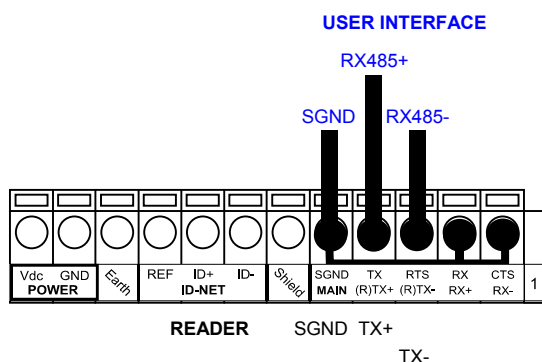 USER INTERFACE
RX485+
SGND RX485-
Vdc GND Earth REF ID+ ID- Shield SGND TX RTS RX CTS 1
POWER ID-NET MAIN (R)TX+ (R)TX- RX+ RX-
READER SGND TX+
TX-